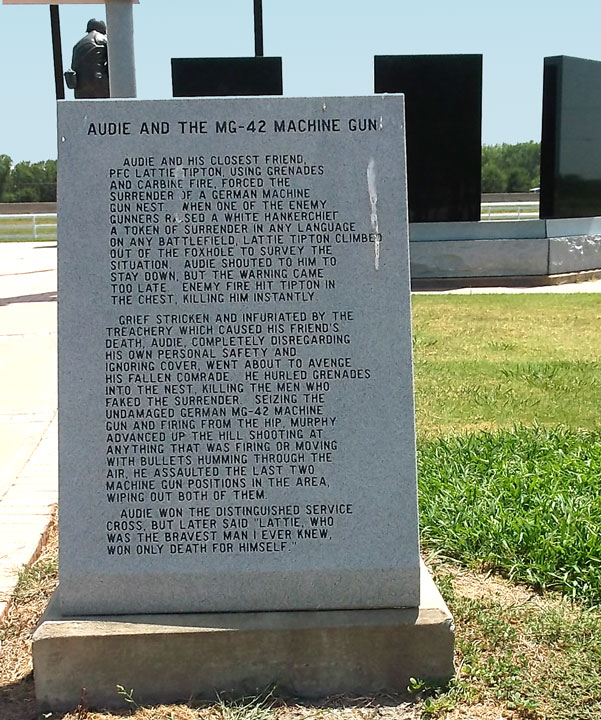 AUDIE AND THE MG-42 MACHINE GUN
AUDIE AND HIS CLOSEST FRIEND,
PFC LATTIE TIPTON, USING GRENADES
AND CARBINE FIRE, FORCED THE
SURRENDER OF A GERMAN MACHINE
GUN NEST. WHEN ONE OF THE ENEMY
GUNNERS RAISED A WHITE HANKERCHIEF
A TOKEN OF SURRENDER IN ANY LANGUAGE
ON ANY BATTLEFIELD, LATTIE TIPTON CLIMBED
OUT OF THE FOXHOLE TO SURVEY THE
SITUATION. AUDIE SHOUTED TO HIM TO
STAY DOWN, BUT THE WARNING CAME
TOO LATE. ENEMY FIRE HIT TIPTON IN
THE CHEST, KILLING HIM INSTANTLY.
GRIEF STRICKEN AND INFURIATED BY THE
TREACHERY WHICH CAUSED HIS FRIEND'S
DEATH, AUDIE, COMPLETELY DISREGARDING
HIS OWN PERSONAL SAFETY AND
IGNORING COVER, WENT ABOUT TO AVENGE
HIS FALLEN COMRADE. HE HURLED GRENADES
INTO THE NEST, KILLING THE MEN WHO
FAKED THE SURRENDER. SEIZING THE
UNDAMAGED GERMAN MG-42 MACHINE
GUN AND FIRING FROM THE HIP, MURPHY
ADVANCED UP THE HILL SHOOTING AT
ANYTHING THAT WAS FIRING OR MOVING
WITH BULLETS HUMMING THROUGH THE
AIR, HE ASSAULTED THE LAST TWO
MACHINE GUN POSITIONS IN THE AREA,
WIPING OUT BOTH OF THEM.
AUDIE WON THE DISTINGUISHED SERVICE
CROSS, BUT LATER SAID "LATTIE, WHO
WAS THE BRAVEST MAN I EVER KNEW,
WON ONLY DEATH FOR HIMSELF."